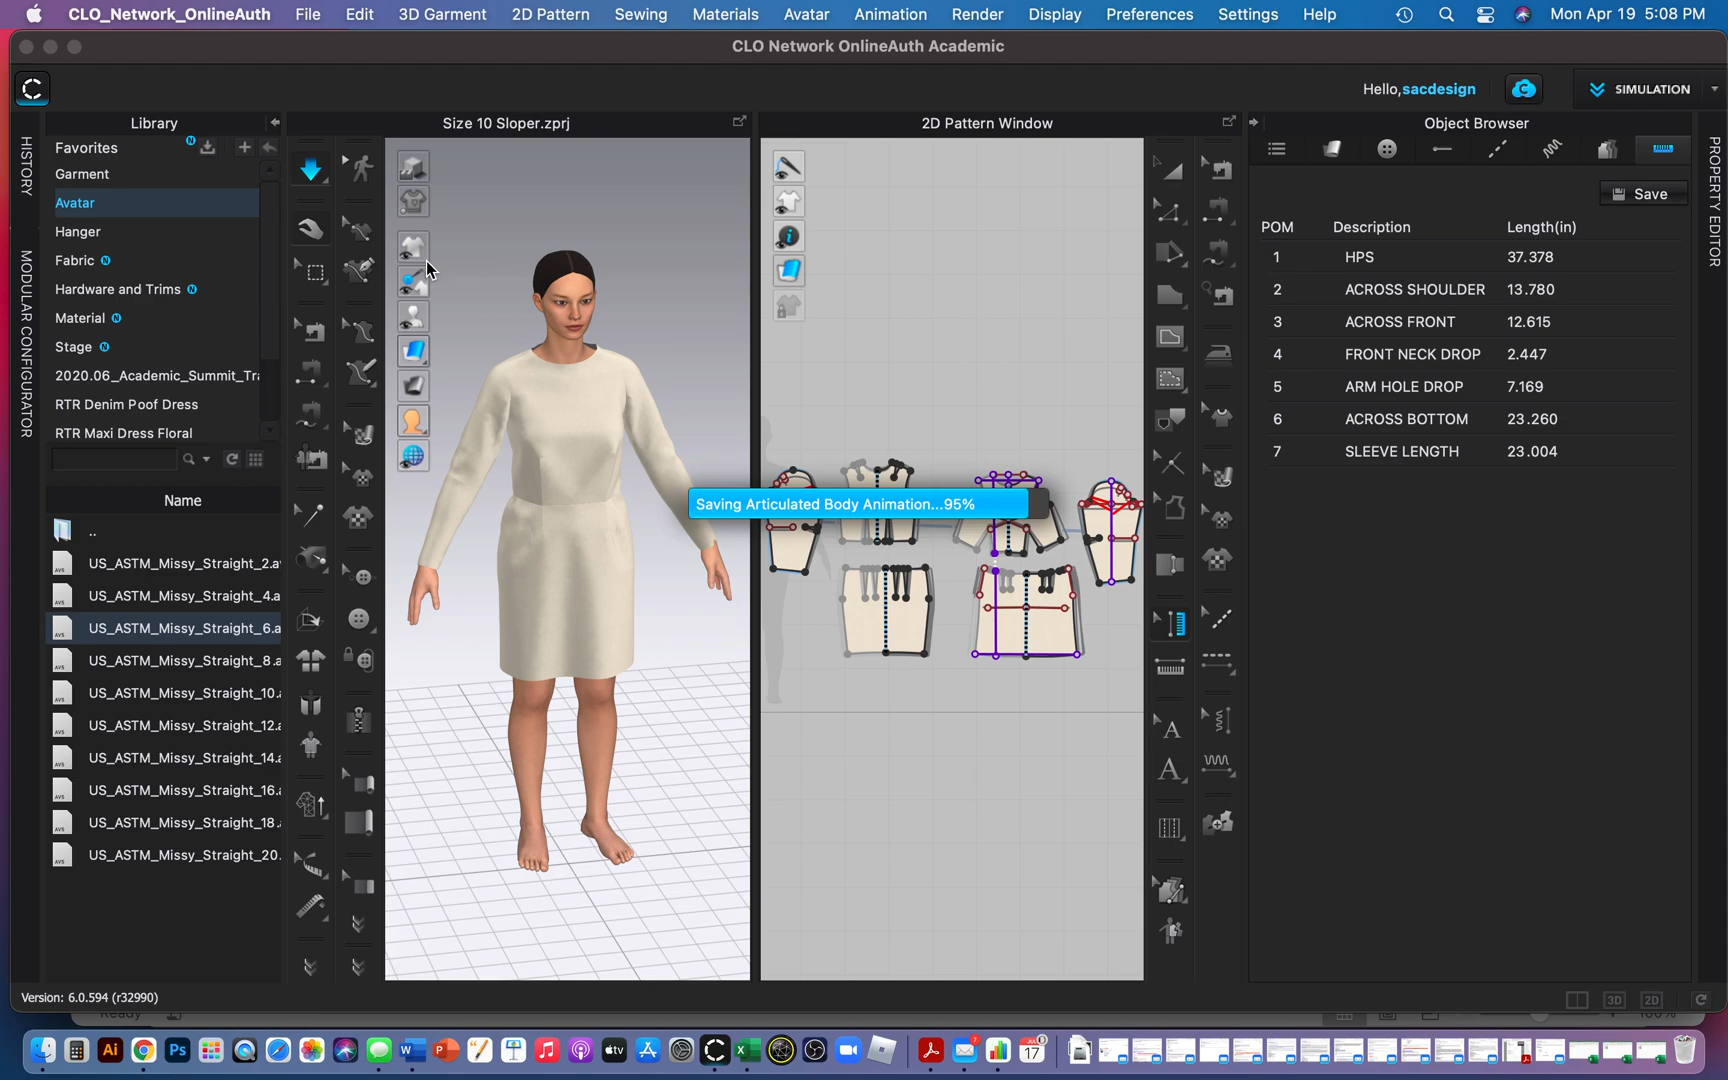 CLO_Network_OnlineAuth File Edit 3D Garment 2D Pattern Sewing Materials Avatar Animation Render Display Preferences Settings Help Mon Apr 19 5:08 PM
CLO Network OnlineAuth Academic
Hello,sacdesign
SIMULATION
HISTORY
MODULAR CONFIGURATOR
Library
Favorites
Garment
Avatar
Hanger
Fabric
Hardware and Trims
Material
Stage
2020.06_Academic_Summit_Tra
RTR Denim Poof Dress
RTR Maxi Dress Floral
Name
..
US_ASTM_Missy_Straight_2.a
US_ASTM_Missy_Straight_4.a
US_ASTM_Missy_Straight_6.a
US_ASTM_Missy_Straight_8.a
US_ASTM_Missy_Straight_10.
US_ASTM_Missy_Straight_12.
US_ASTM_Missy_Straight_14.
US_ASTM_Missy_Straight_16.
US_ASTM_Missy_Straight_18.
US_ASTM_Missy_Straight_20.
Size 10 Sloper.zprj
2D Pattern Window
Saving Articulated Body Animation...95%
Object Browser
PROPERTY EDITOR
Save
POM Description Length(in)
1 HPS 37.378
2 ACROSS SHOULDER 13.780
3 ACROSS FRONT 12.615
4 FRONT NECK DROP 2.447
5 ARM HOLE DROP 7.169
6 ACROSS BOTTOM 23.260
7 SLEEVE LENGTH 23.004
Version: 6.0.594 (r32990)
3D 2D
Ready